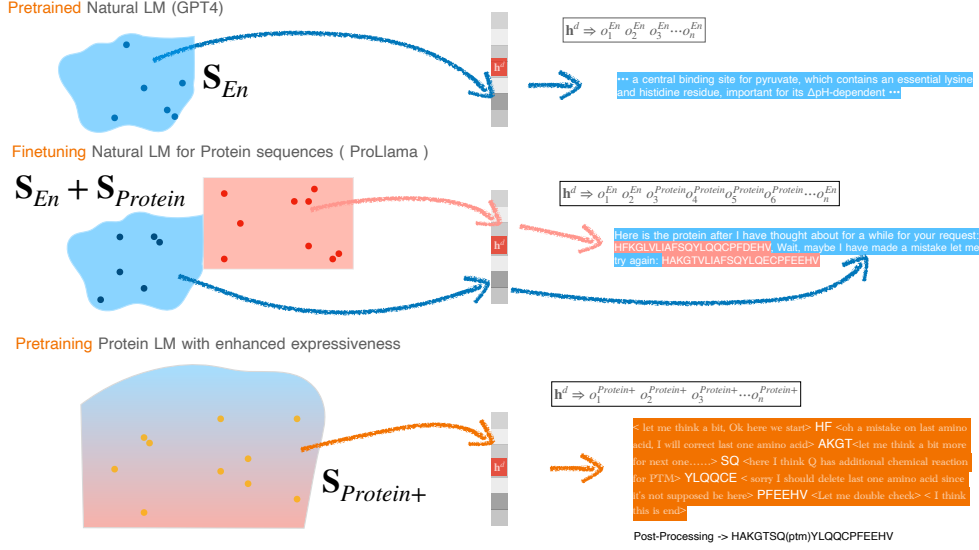 Pretrained Natural LM (GPT4)
S_En
h^d
h^d ⇒ o_1^En o_2^En o_3^En ⋯ o_n^En
··· a central binding site for pyruvate, which contains an essential lysine
and histidine residue, important for its ΔpH-dependent ···
Finetuning Natural LM for Protein sequences ( ProLlama )
S_En + S_Protein
h^d
h^d ⇒ o_1^En o_2^En o_3^Protein o_4^Protein o_5^Protein o_6^Protein ⋯ o_n^En
Here is the protein after I have thought about for a while for your request:
HFKGLVLIAFSQYLQQCPFDEHV, Wait, maybe I have made a mistake let me
try again: HAKGTVLIAFSQYLQECPFEEHV
Pretraining Protein LM with enhanced expressiveness
S_Protein+
h^d
h^d ⇒ o_1^Protein+ o_2^Protein+ o_3^Protein+ ⋯ o_n^Protein+
< let me think a bit, Ok here we start> HF <oh a mistake on last amino
acid, I will correct last one amino acid> AKGT<let me think a bit more
for next one......> SQ <here I think Q has additional chemical reaction
for PTM> YLQQCE < sorry I should delete last one amino acid since
it's not supposed be here> PFEEHV <Let me double check> < I think
this is end>
Post-Processing -> HAKGTSQ(ptm)YLQQCPFEEHV